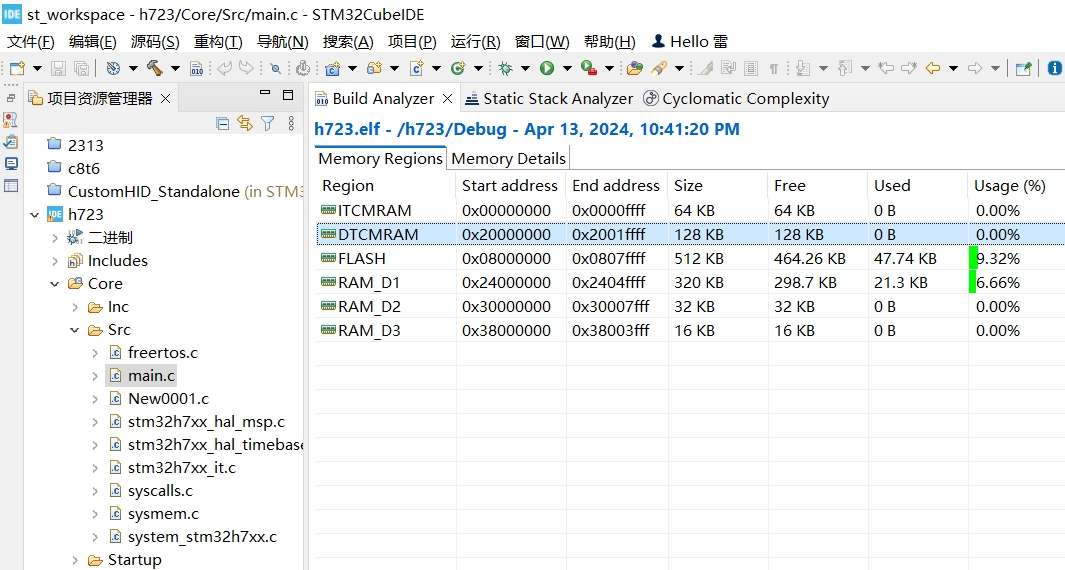 IDE st_workspace - h723/Core/Src/main.c - STM32CubeIDE
文件(F) 编辑(E) 源码(S) 重构(T) 导航(N) 搜索(A) 项目(P) 运行(R) 窗口(W) 帮助(H) Hello 雷
项目资源管理器
2313
c8t6
CustomHID_Standalone (in STM3
IDE h723
二进制
Includes
Core
Inc
Src
freertos.c
main.c
New0001.c
stm32h7xx_hal_msp.c
stm32h7xx_hal_timebase
stm32h7xx_it.c
syscalls.c
sysmem.c
system_stm32h7xx.c
Startup
Build Analyzer Static Stack Analyzer Cyclomatic Complexity
h723.elf - /h723/Debug - Apr 13, 2024, 10:41:20 PM
Memory Regions Memory Details
Region Start address End address Size Free Used Usage (%)
ITCMRAM 0x00000000 0x0000ffff 64 KB 64 KB 0 B 0.00%
DTCMRAM 0x20000000 0x2001ffff 128 KB 128 KB 0 B 0.00%
FLASH 0x08000000 0x0807ffff 512 KB 464.26 KB 47.74 KB 9.32%
RAM_D1 0x24000000 0x2404ffff 320 KB 298.7 KB 21.3 KB 6.66%
RAM_D2 0x30000000 0x30007fff 32 KB 32 KB 0 B 0.00%
RAM_D3 0x38000000 0x38003fff 16 KB 16 KB 0 B 0.00%